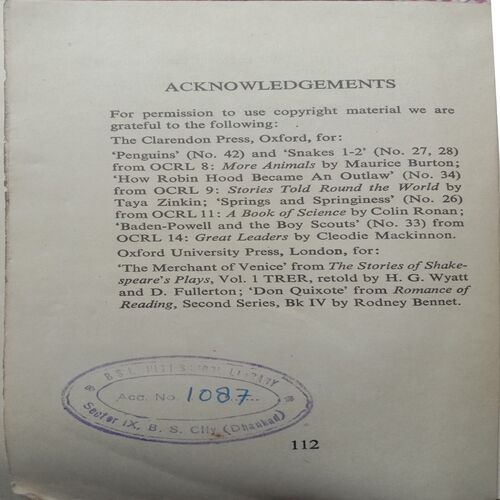 ACKNOWLEDGEMENTS
For permission to use copyright material we are
grateful to the following:
The Clarendon Press, Oxford, for:
'Penguins' (No. 42) and 'Snakes 1-2' (No. 27, 28)
from OCRL 8: More Animals by Maurice Burton;
'How Robin Hood Became An Outlaw' (No. 34)
from OCRL 9: Stories Told Round the World by
Taya Zinkin; 'Springs and Springiness' (No. 26)
from OCRL 11: A Book of Science by Colin Ronan;
'Baden-Powell and the Boy Scouts' (No. 33) from
OCRL 14: Great Leaders by Cleodie Mackinnon.
Oxford University Press, London, for:
'The Merchant of Venice' from The Stories of Shake-
speare's Plays, Vol. 1 TRER, retold by H. G. Wyatt
and D. Fullerton; 'Don Quixote' from Romance of
Reading, Second Series, Bk IV by Rodney Bennet.
B.S.L. LIBRARY
Acc. No. 1087
Sector IX, B. S. City (Dhanbad)
112